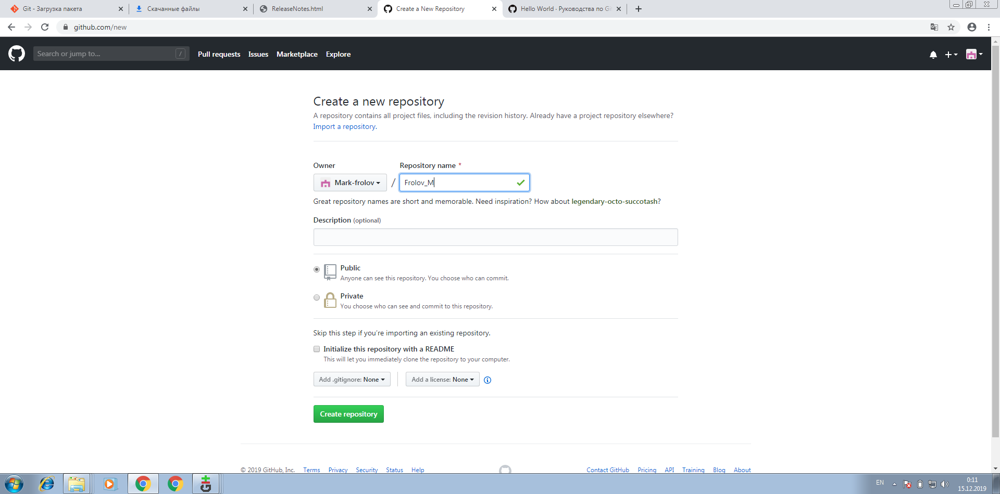 Git - Загрузка пакета
Скачанные файлы
ReleaseNotes.html
Create a New Repository
Hello World · Руководства по Gi
github.com/new
Search or jump to...
/
Pull requests
Issues
Marketplace
Explore
Create a new repository
A repository contains all project files, including the revision history. Already have a project repository elsewhere?
Import a repository.
Owner
Repository name *
Mark-frolov
/
Frolov_M
Great repository names are short and memorable. Need inspiration? How about legendary-octo-succotash?
Description (optional)
Public
Anyone can see this repository. You choose who can commit.
Private
You choose who can see and commit to this repository.
Skip this step if you're importing an existing repository.
Initialize this repository with a README
This will let you immediately clone the repository to your computer.
Add .gitignore: None
Add a license: None
Create repository
© 2019 GitHub, Inc.
Terms
Privacy
Security
Status
Help
Contact GitHub
Pricing
API
Training
Blog
About
EN
0:11
15.12.2019